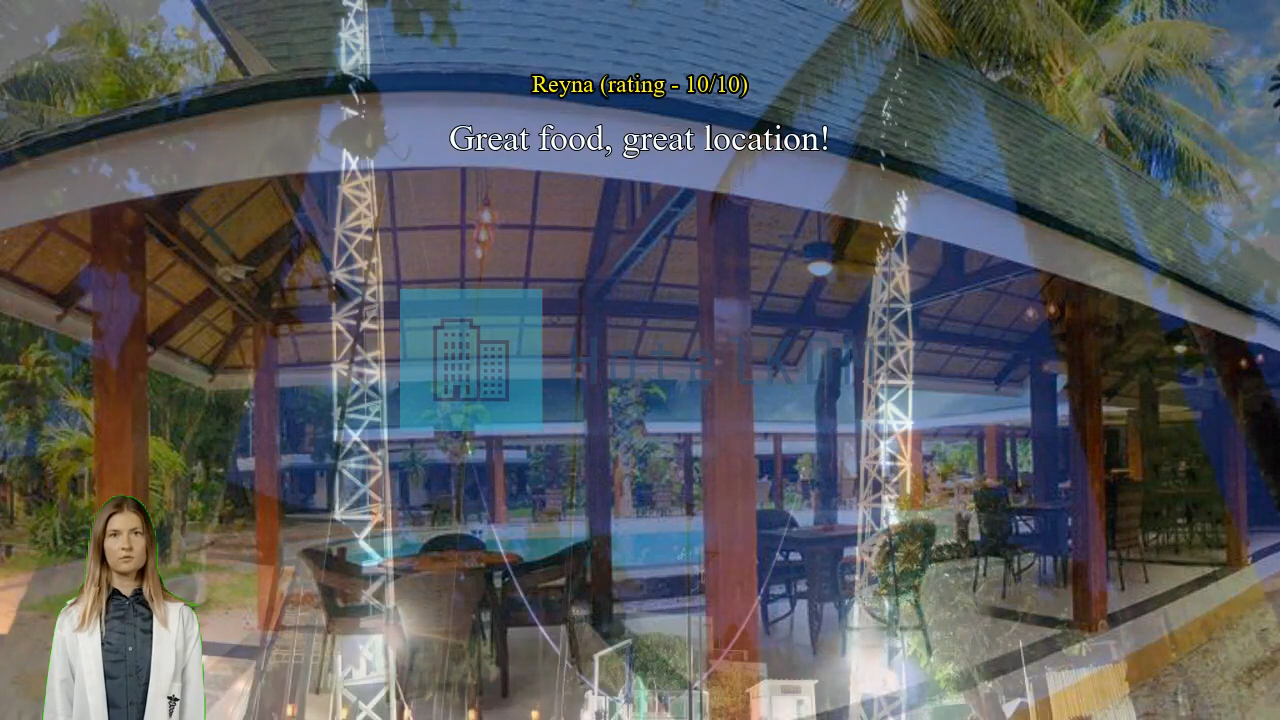 Reyna (rating - 10/10)
Great food, great location!